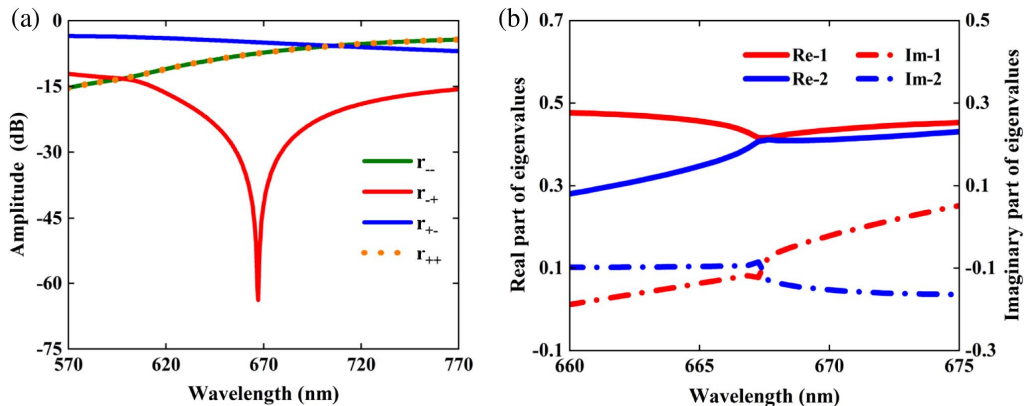 (a)
0
-15
-30
-45
-60
-75
Amplitude (dB)
r--
r-+
r+-
r++
570
620
670
720
770
Wavelength (nm)
(b)
0.7
0.5
0.3
0.1
-0.1
Real part of eigenvalues
Re-1
Im-1
Re-2
Im-2
0.5
0.3
0.1
-0.1
-0.3
Imaginary part of eigenvalues
660
665
670
675
Wavelength (nm)